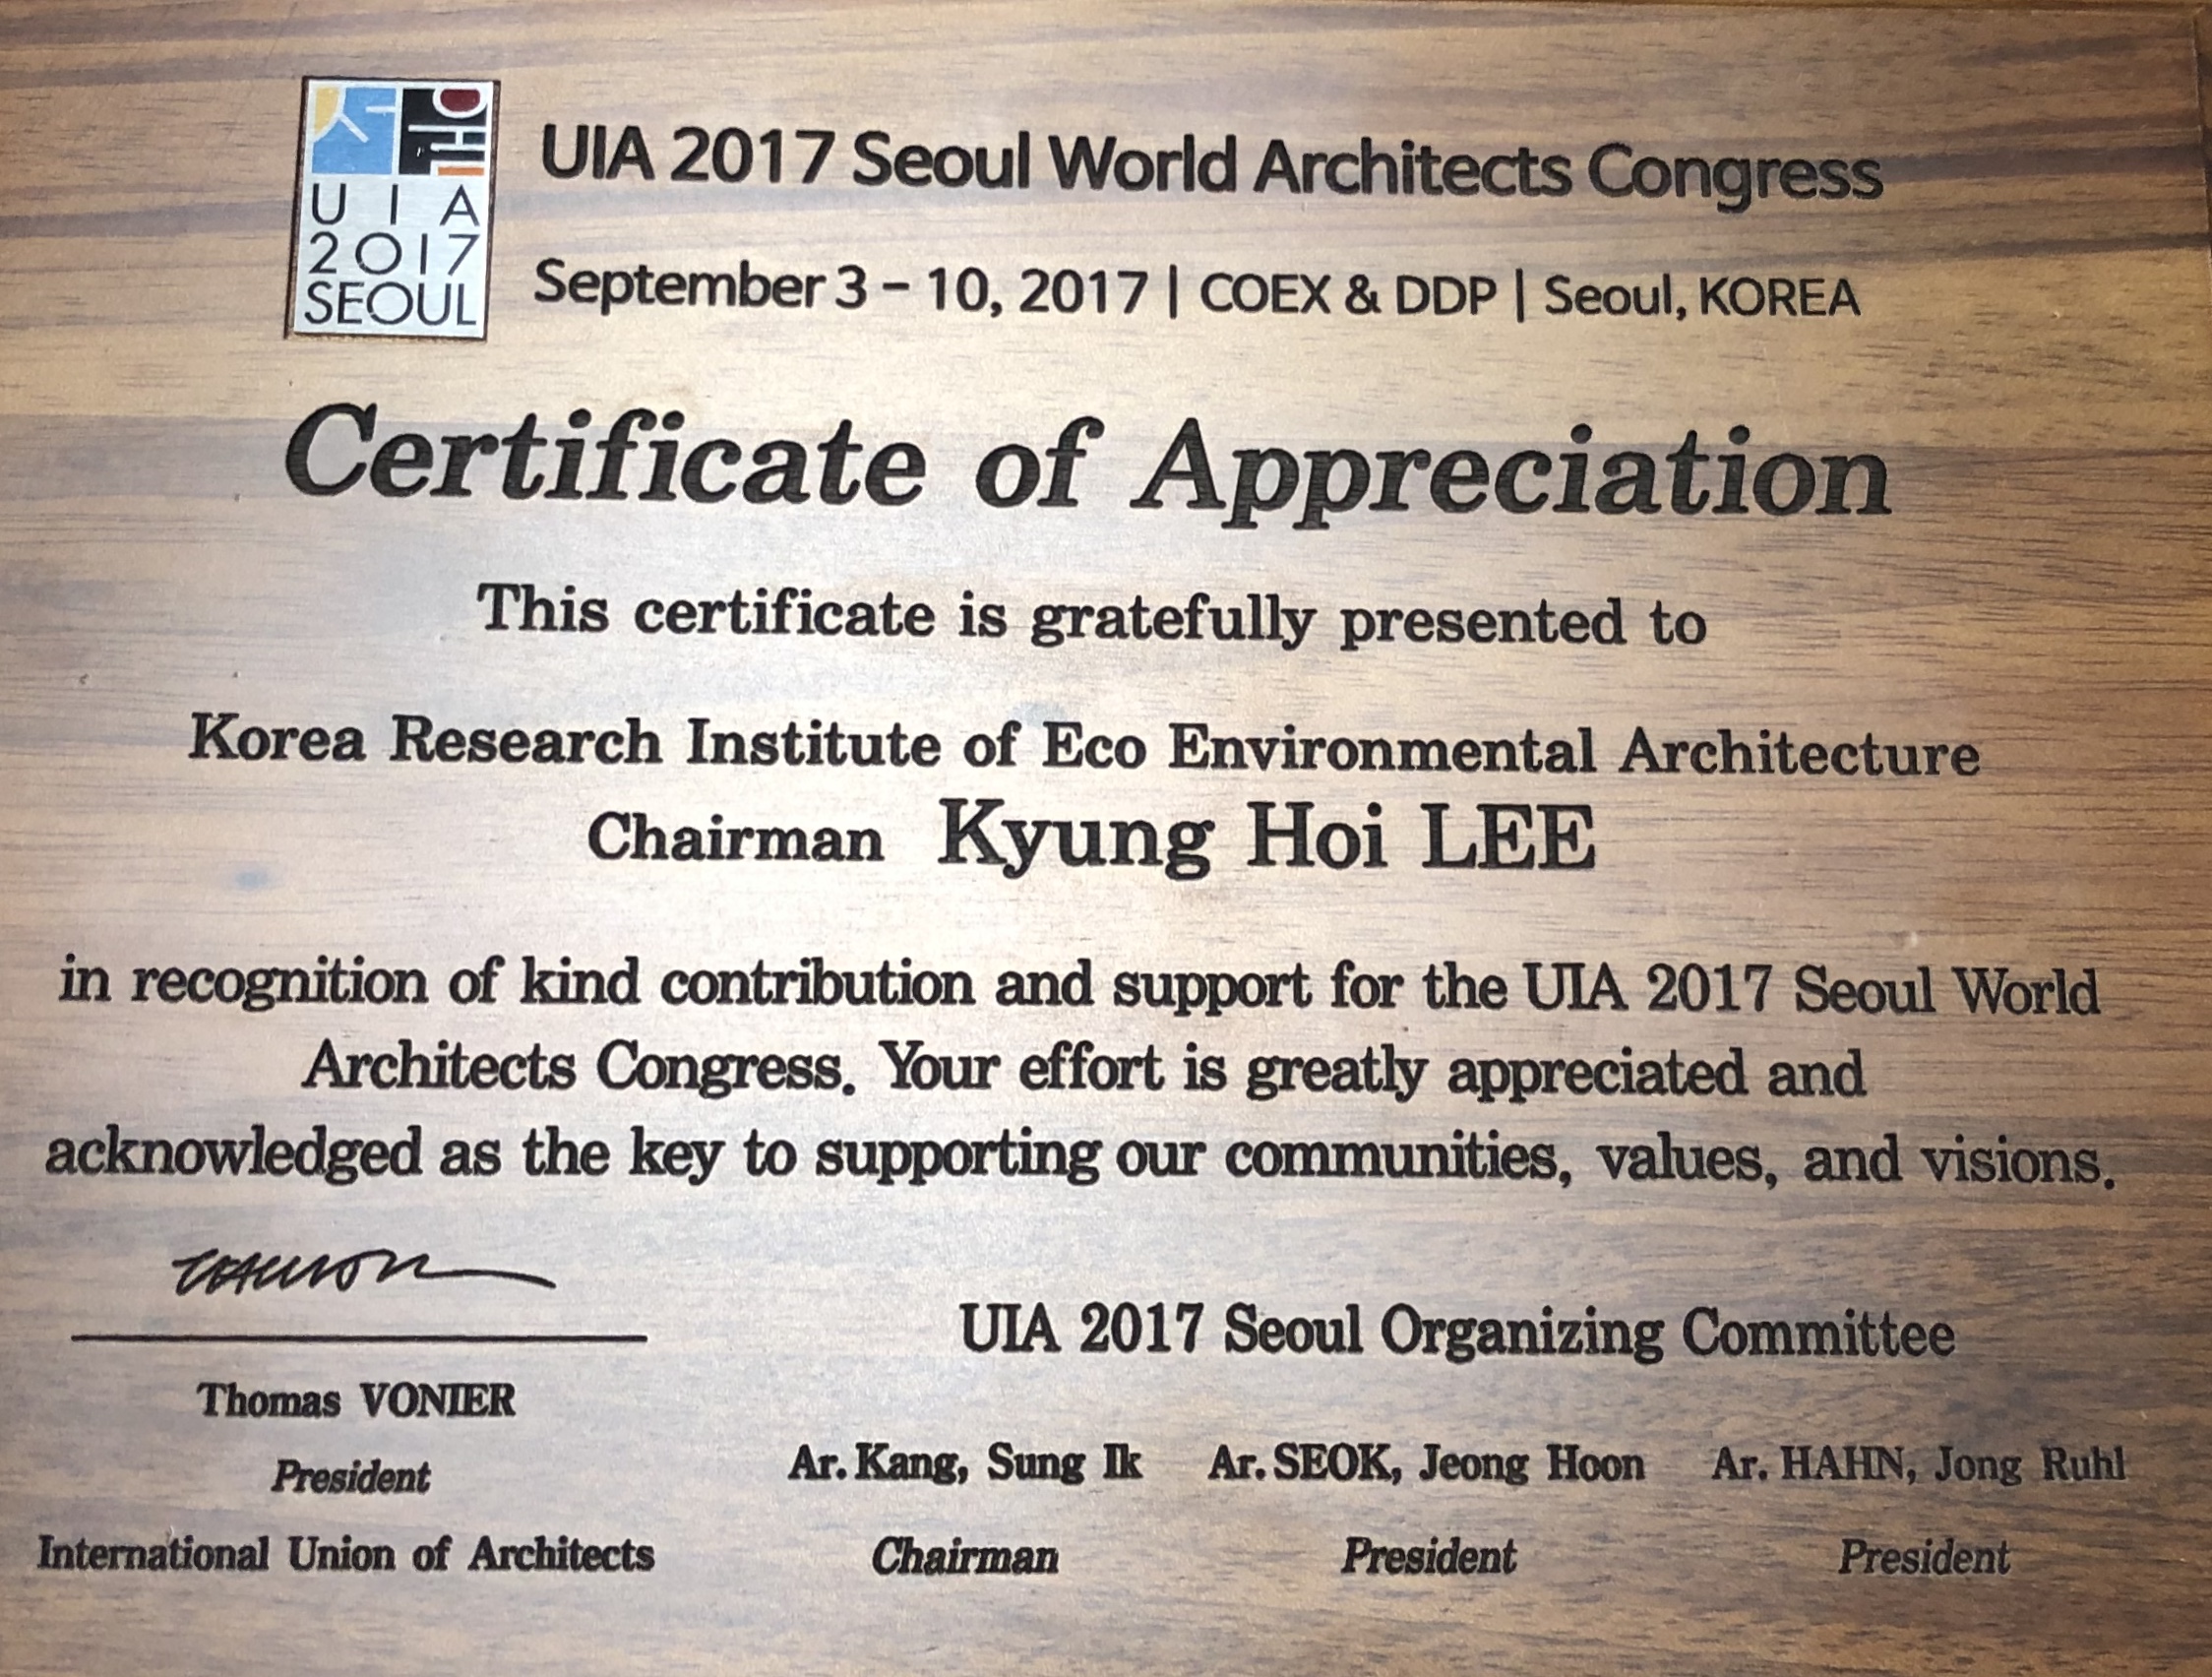 서울
U I A
2017
SEOUL
UIA 2017 Seoul World Architects Congress
September 3 – 10, 2017 | COEX & DDP | Seoul, KOREA
Certificate of Appreciation
This certificate is gratefully presented to
Korea Research Institute of Eco Environmental Architecture
Chairman Kyung Hoi LEE
in recognition of kind contribution and support for the UIA 2017 Seoul World
Architects Congress. Your effort is greatly appreciated and
acknowledged as the key to supporting our communities, values, and visions.
UIA 2017 Seoul Organizing Committee
Thomas VONIER
President
International Union of Architects
Ar. Kang, Sung Ik Ar. SEOK, Jeong Hoon Ar. HAHN, Jong Ruhl
Chairman President President